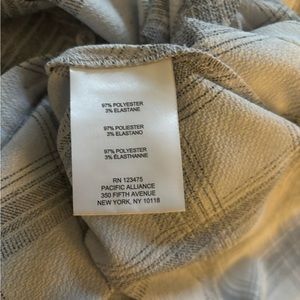 97% POLYESTER
3% ELASTANE
97% POLYESTER
3% ELASTANO
97% POLYESTER
3% ÉLASTHANNE
RN 123475
PACIFIC ALLIANCE
350 FIFTH AVENUE
NEW YORK, NY 10118